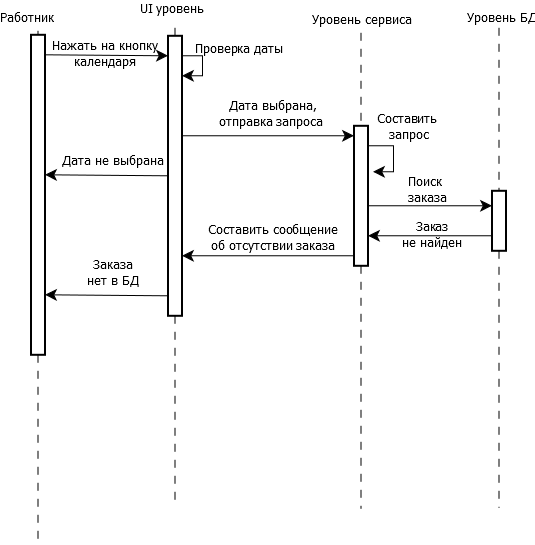 Работник
UI уровень
Уровень сервиса
Уровень БД
Нажать на кнопку
календаря
Проверка даты
Дата выбрана,
отправка запроса
Составить
запрос
Дата не выбрана
Поиск
заказа
Составить сообщение
об отсутствии заказа
Заказ
не найден
Заказа
нет в БД